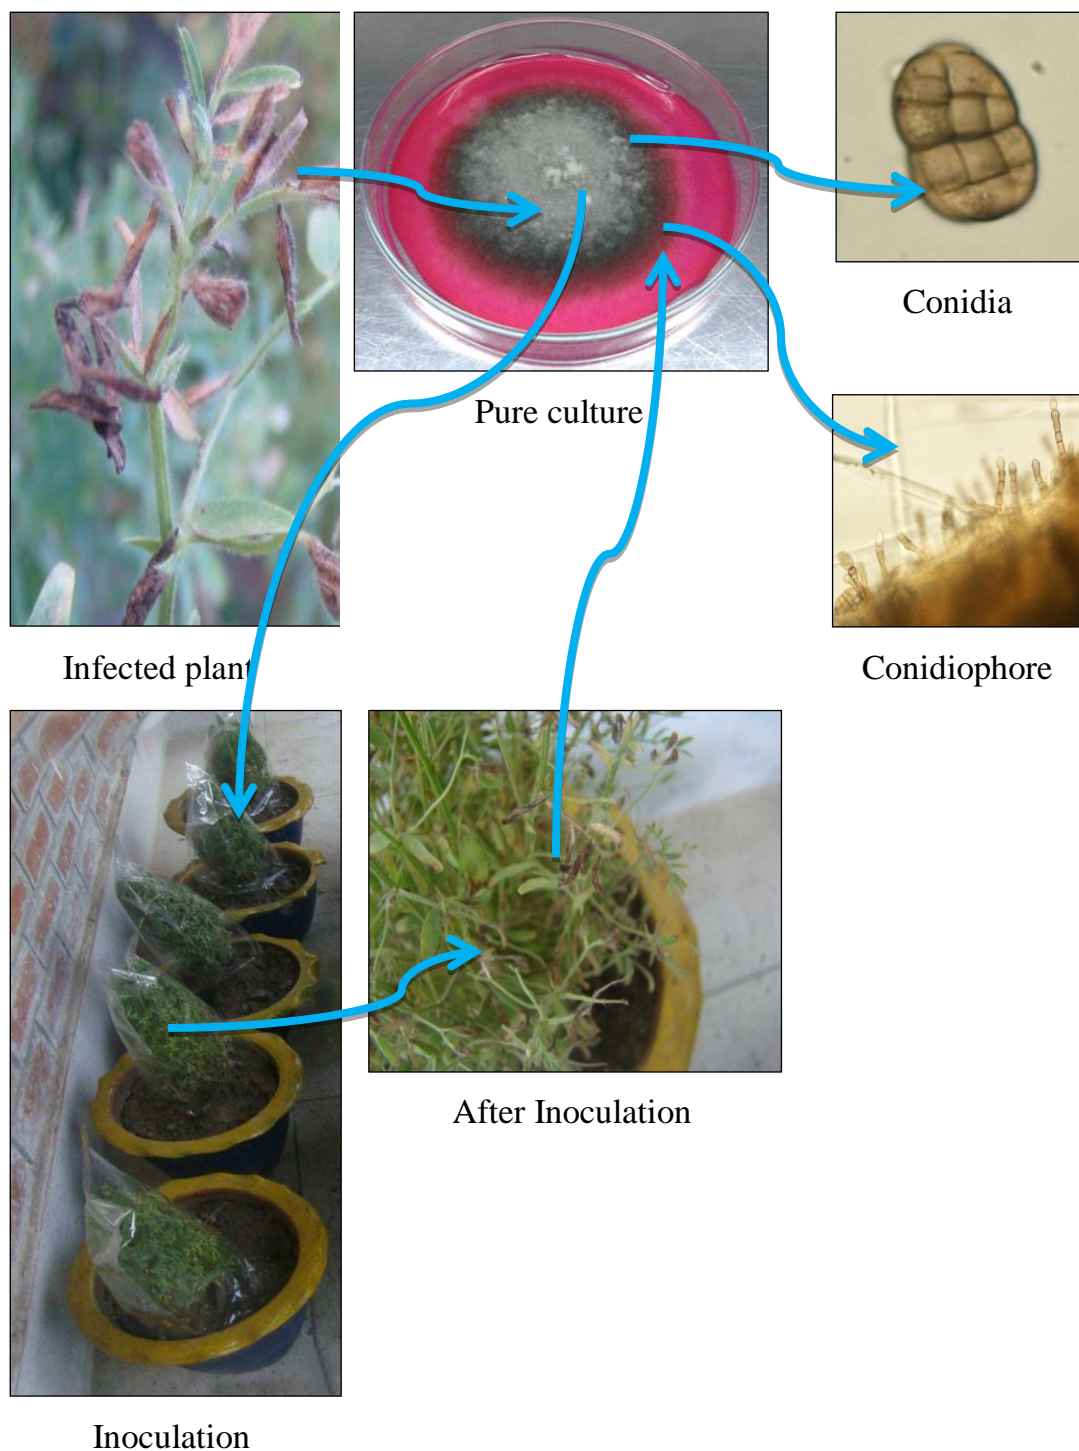 Conidia
Pure culture
Infected plant
Conidiophore
After Inoculation
Inoculation